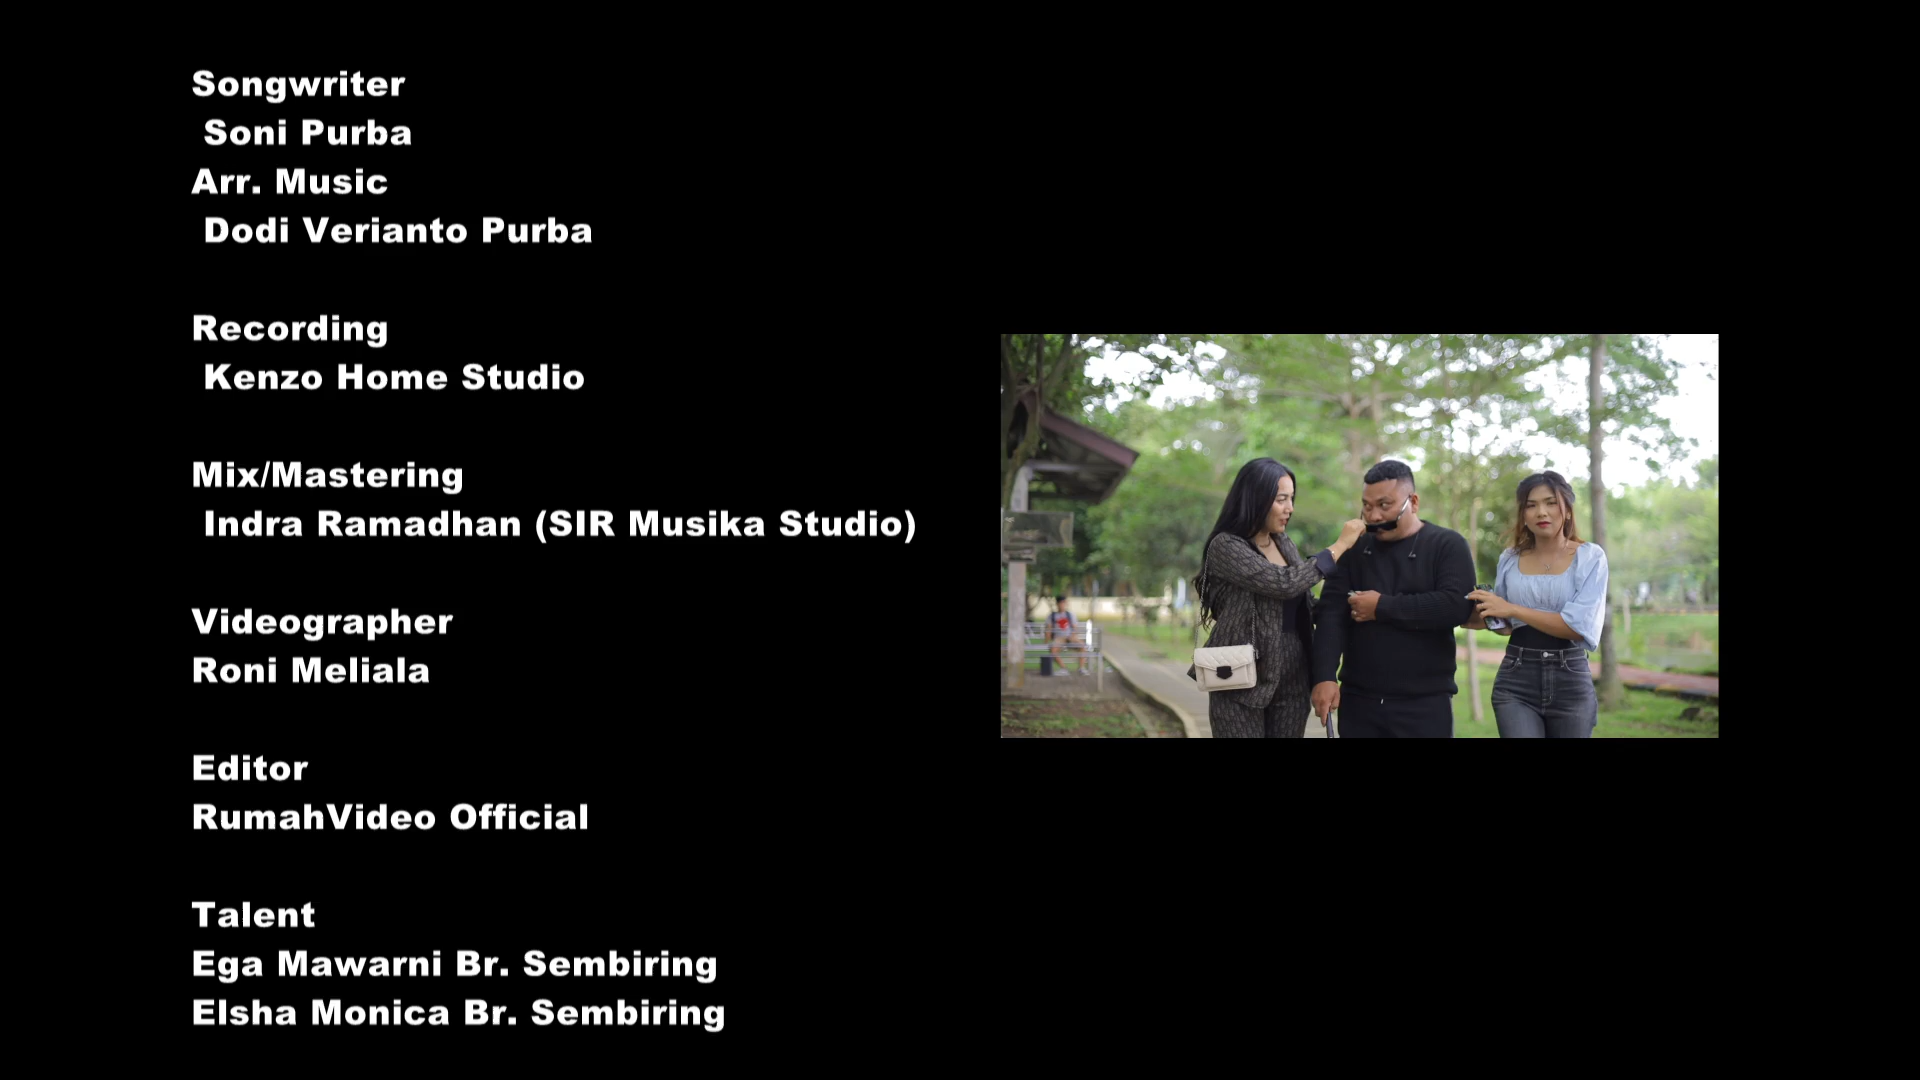 Songwriter
Soni Purba
Arr. Music
Dodi Verianto Purba
Recording
Kenzo Home Studio
Mix/Mastering
Indra Ramadhan (SIR Musika Studio)
Videographer
Roni Meliala
Editor
RumahVideo Official
Talent
Ega Mawarni Br. Sembiring
Elsha Monica Br. Sembiring